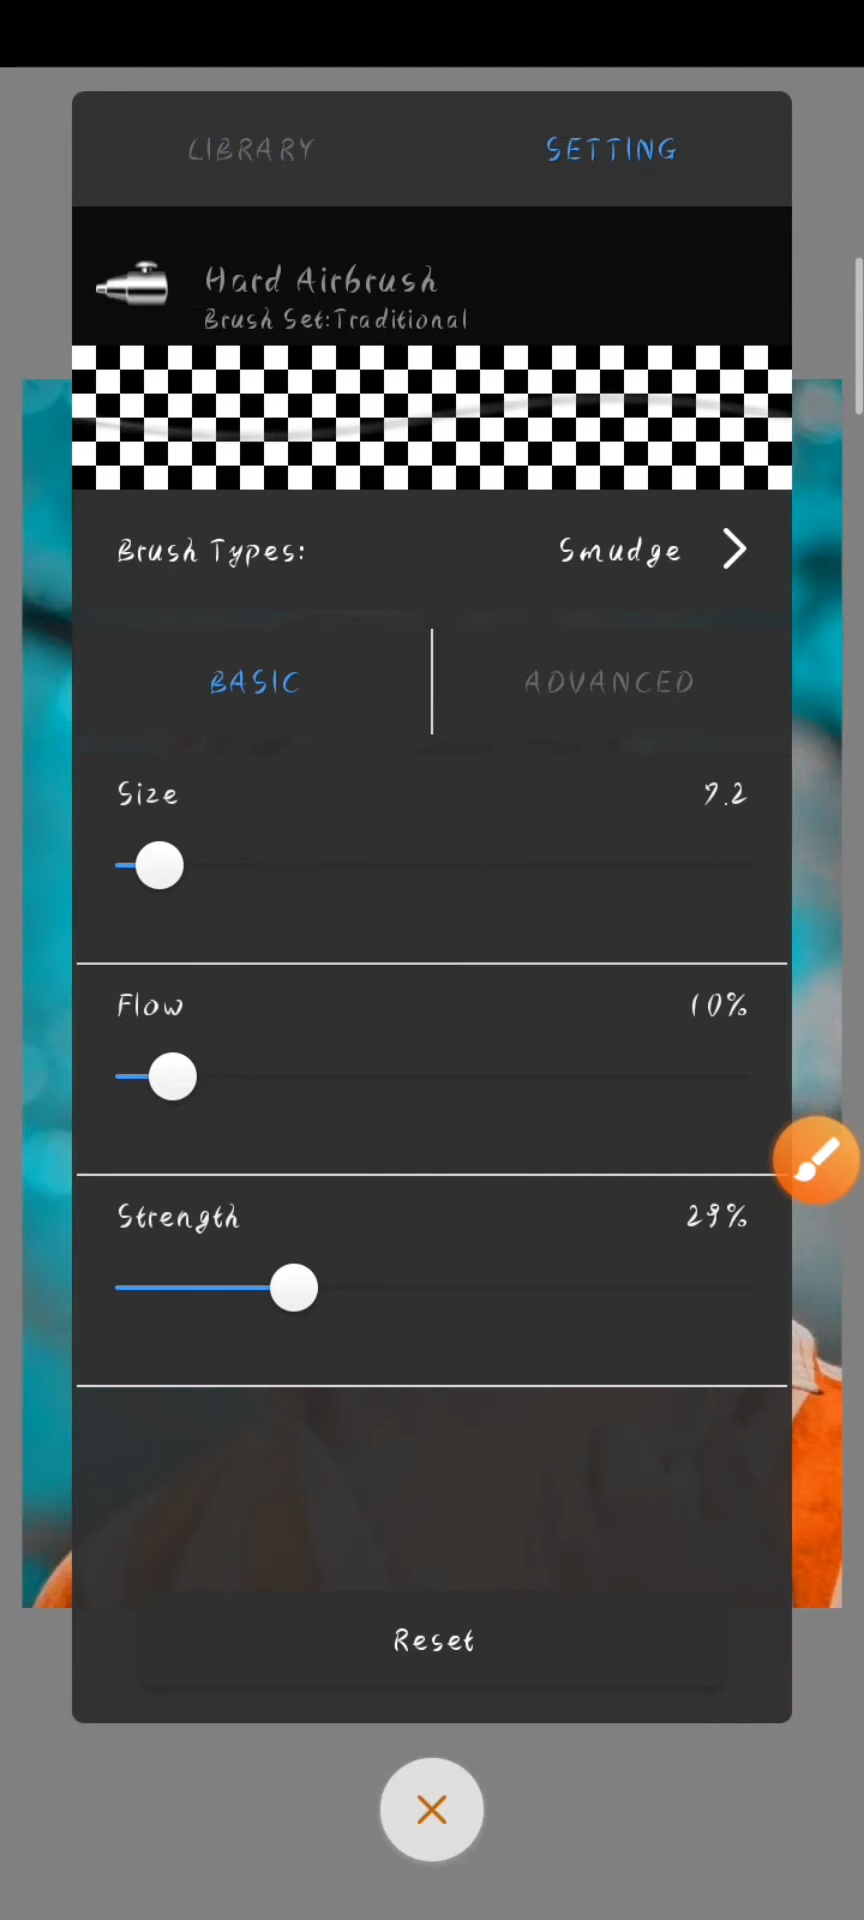 LIBRARY SETTING
Hard Airbrush
Brush Set:Traditional
Brush Types: Smudge
BASIC ADVANCED
Size 7.2
Flow 10%
Strength 29%
Reset